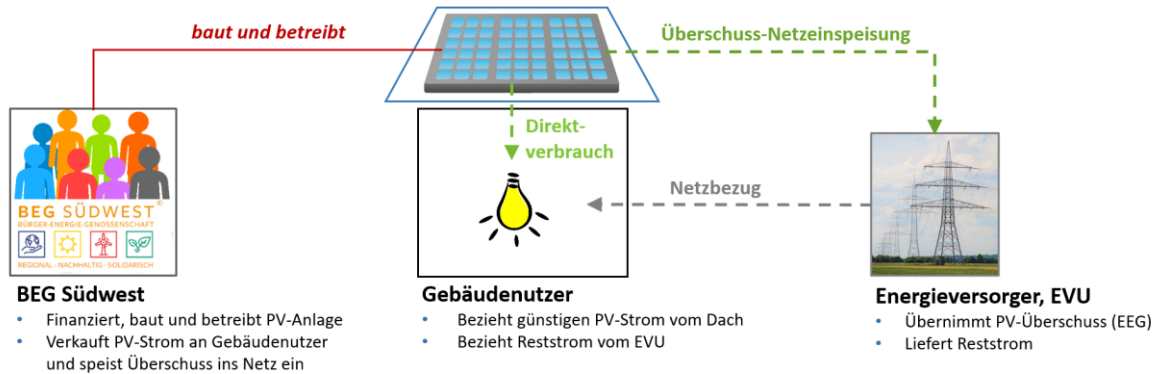 baut und betreibt
Überschuss-Netzeinspeisung
Direkt-
verbrauch
Netzbezug
BEG SÜDWEST©
BÜRGER·ENERGIE·GENOSSENSCHAFT
REGIONAL·NACHHALTIG·SOLIDARISCH
BEG Südwest
• Finanziert, baut und betreibt PV-Anlage
• Verkauft PV-Strom an Gebäudenutzer
und speist Überschuss ins Netz ein
Gebäudenutzer
• Bezieht günstigen PV-Strom vom Dach
• Bezieht Reststrom vom EVU
Energieversorger, EVU
• Übernimmt PV-Überschuss (EEG)
• Liefert Reststrom